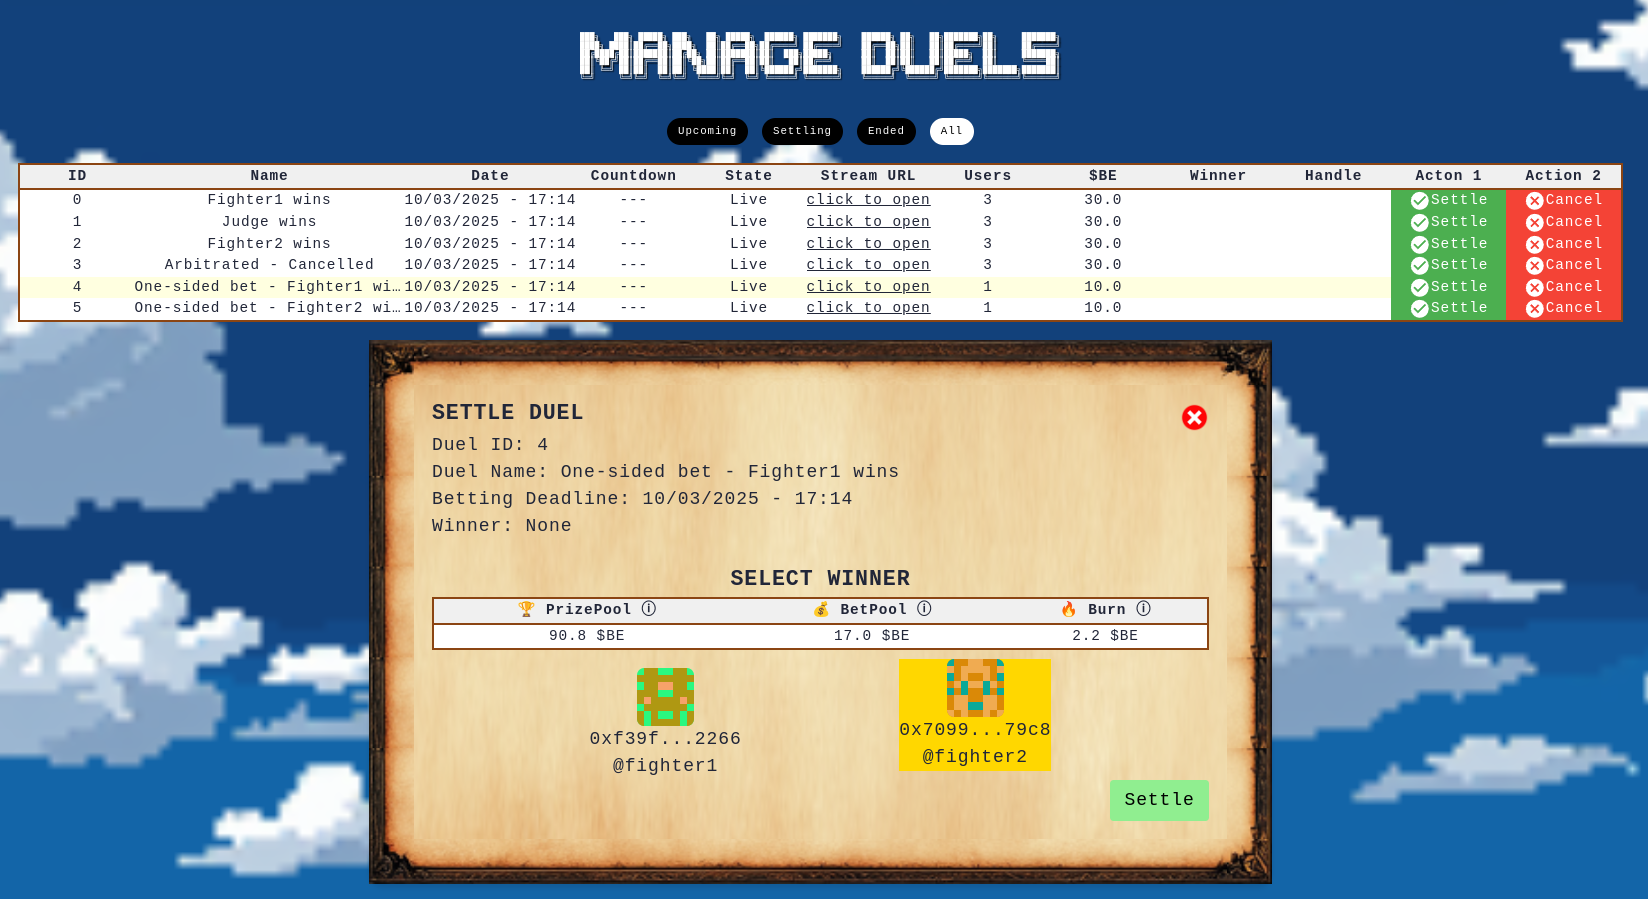 MANAGE DUELS
Upcoming Settling Ended All
ID Name Date Countdown State Stream URL Users $BE Winner Handle Acton 1 Action 2
0 Fighter1 wins 10/03/2025 - 17:14 --- Live click to open 3 30.0 Settle Cancel
1 Judge wins 10/03/2025 - 17:14 --- Live click to open 3 30.0 Settle Cancel
2 Fighter2 wins 10/03/2025 - 17:14 --- Live click to open 3 30.0 Settle Cancel
3 Arbitrated - Cancelled 10/03/2025 - 17:14 --- Live click to open 3 30.0 Settle Cancel
4 One-sided bet - Fighter1 wi… 10/03/2025 - 17:14 --- Live click to open 1 10.0 Settle Cancel
5 One-sided bet - Fighter2 wi… 10/03/2025 - 17:14 --- Live click to open 1 10.0 Settle Cancel
SETTLE DUEL
Duel ID: 4
Duel Name: One-sided bet - Fighter1 wins
Betting Deadline: 10/03/2025 - 17:14
Winner: None
SELECT WINNER
🏆 PrizePool ⓘ 💰 BetPool ⓘ 🔥 Burn ⓘ
90.8 $BE 17.0 $BE 2.2 $BE
0xf39f...2266 0x7099...79c8
@fighter1 @fighter2
Settle